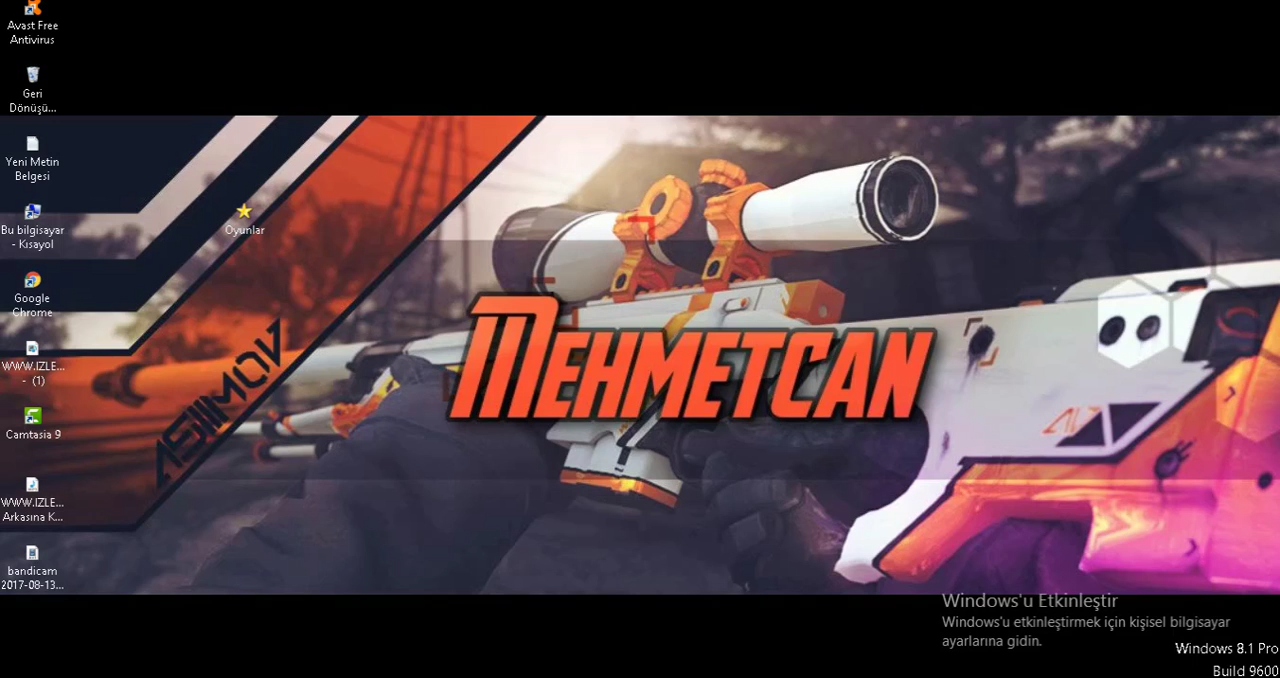 Avast Free
Antivirus
Geri
Dönüşü...
Yeni Metin
Belgesi
Bu bilgisayar
- Kısayol
Oyunlar
Google
Chrome
WWW.IZLE...
- (1)
Camtasia 9
WWW.IZLE...
Arkasına K...
bandicam
2017-08-13...
ASIIMOV
MEHMETCAN
Windows'u Etkinleştir
Windows'u etkinleştirmek için kişisel bilgisayar
ayarlarına gidin.
Windows 8.1 Pro
Build 9600